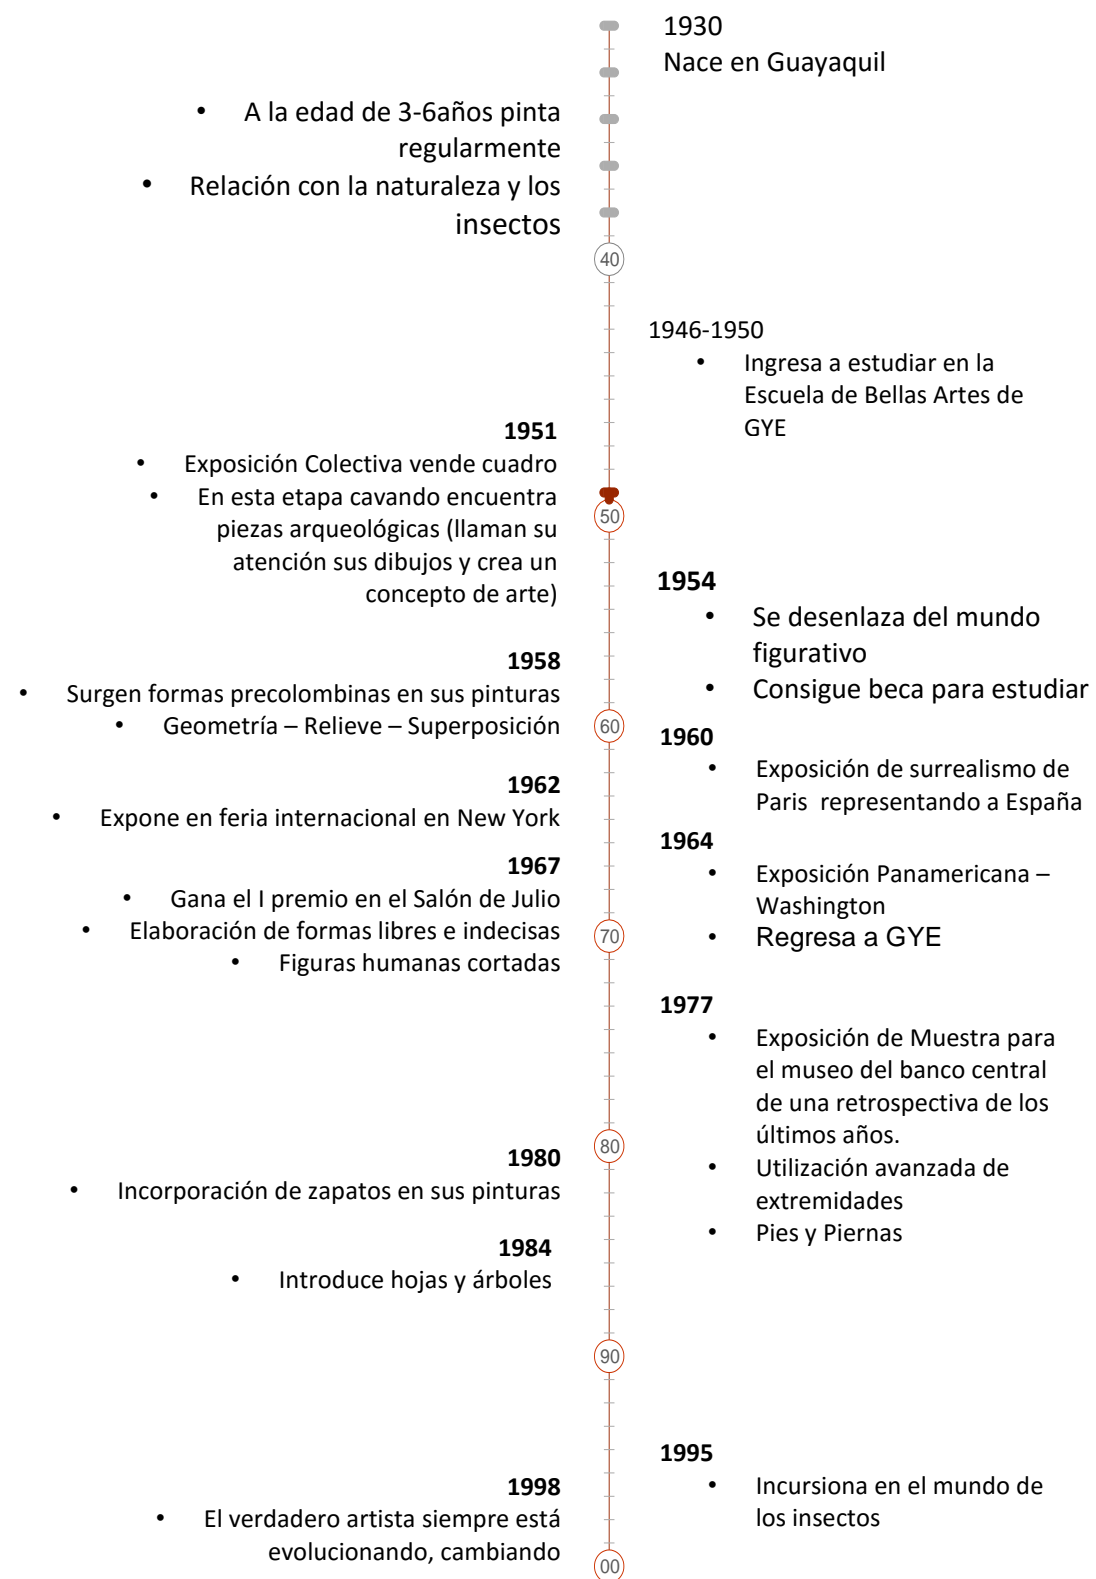 1930
Nace en Guayaquil
• A la edad de 3-6años pinta
regularmente
• Relación con la naturaleza y los
insectos
40
1946-1950
• Ingresa a estudiar en la
Escuela de Bellas Artes de
GYE
1951
• Exposición Colectiva vende cuadro
• En esta etapa cavando encuentra
piezas arqueológicas (llaman su
atención sus dibujos y crea un
concepto de arte)
50
1954
• Se desenlaza del mundo
figurativo
• Consigue beca para estudiar
1958
• Surgen formas precolombinas en sus pinturas
• Geometría – Relieve – Superposición
60
1960
• Exposición de surrealismo de
Paris representando a España
1962
• Expone en feria internacional en New York
1964
• Exposición Panamericana –
Washington
• Regresa a GYE
1967
• Gana el I premio en el Salón de Julio
• Elaboración de formas libres e indecisas
• Figuras humanas cortadas
70
1977
• Exposición de Muestra para
el museo del banco central
de una retrospectiva de los
últimos años.
• Utilización avanzada de
extremidades
• Pies y Piernas
80
1980
• Incorporación de zapatos en sus pinturas
1984
• Introduce hojas y árboles
90
1995
• Incursiona en el mundo de
los insectos
1998
• El verdadero artista siempre está
evolucionando, cambiando
00